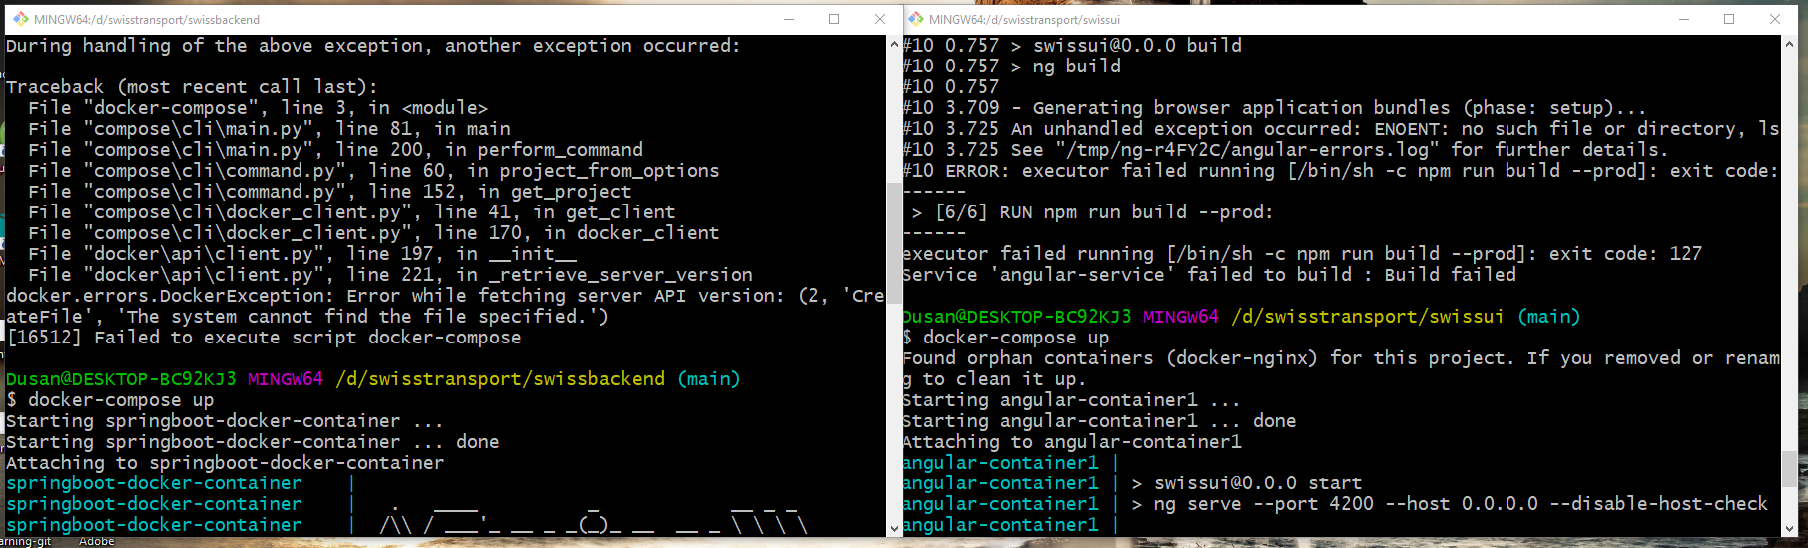 MINGW64:/d/swisstransport/swissbackend
During handling of the above exception, another exception occurred:
Traceback (most recent call last):
  File "docker-compose", line 3, in <module>
  File "compose\cli\main.py", line 81, in main
  File "compose\cli\main.py", line 200, in perform_command
  File "compose\cli\command.py", line 60, in project_from_options
  File "compose\cli\command.py", line 152, in get_project
  File "compose\cli\docker_client.py", line 41, in get_client
  File "compose\cli\docker_client.py", line 170, in docker_client
  File "docker\api\client.py", line 197, in __init__
  File "docker\api\client.py", line 221, in _retrieve_server_version
docker.errors.DockerException: Error while fetching server API version: (2, 'Cre
ateFile', 'The system cannot find the file specified.')
[16512] Failed to execute script docker-compose
Dusan@DESKTOP-BC92KJ3 MINGW64 /d/swisstransport/swissbackend (main)
$ docker-compose up
Starting springboot-docker-container ...
Starting springboot-docker-container ... done
Attaching to springboot-docker-container
springboot-docker-container    |
springboot-docker-container    |   .   ____          _            __ _ _
springboot-docker-container    |  /\\ / ___'_ __ _ _(_)_ __  __ _ \ \ \ \
arning-git
Adobe
MINGW64:/d/swisstransport/swissui
#10 0.757 > swissui@0.0.0 build
#10 0.757 > ng build
#10 0.757
#10 3.709 - Generating browser application bundles (phase: setup)...
#10 3.725 An unhandled exception occurred: ENOENT: no such file or directory, ls
#10 3.725 See "/tmp/ng-r4FY2C/angular-errors.log" for further details.
#10 ERROR: executor failed running [/bin/sh -c npm run build --prod]: exit code:
------
 > [6/6] RUN npm run build --prod:
------
executor failed running [/bin/sh -c npm run build --prod]: exit code: 127
Service 'angular-service' failed to build : Build failed
Dusan@DESKTOP-BC92KJ3 MINGW64 /d/swisstransport/swissui (main)
$ docker-compose up
Found orphan containers (docker-nginx) for this project. If you removed or renam
g to clean it up.
Starting angular-container1 ...
Starting angular-container1 ... done
Attaching to angular-container1
angular-container1 |
angular-container1 | > swissui@0.0.0 start
angular-container1 | > ng serve --port 4200 --host 0.0.0.0 --disable-host-check
angular-container1 |